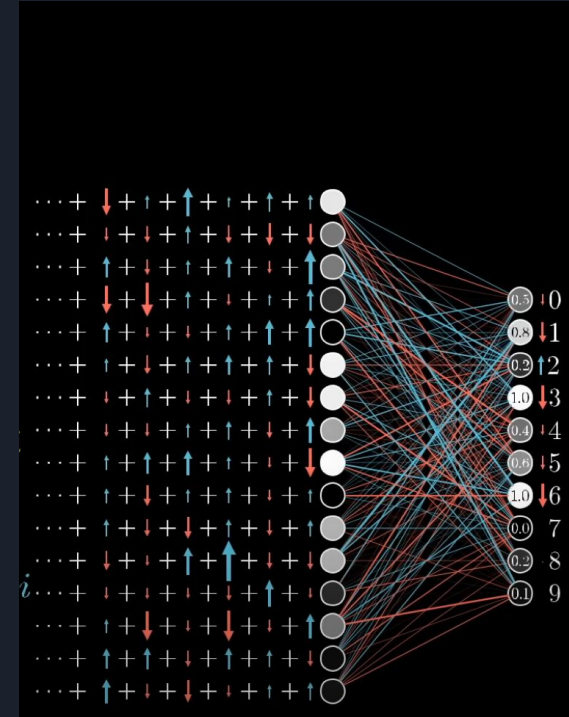 ··· + + + + + +
··· + + + + + +
··· + + + + + +
··· + + + + + + 0.5 0
··· + + + + + + 0.8 1
··· + + + + + + 0.2 2
··· + + + + + + 1.0 3
··· + + + + + + 0.4 4
··· + + + + + + 0.6 5
··· + + + + + + 1.0 6
··· + + + + + + 0.0 7
··· + + + + + + 0.2 8
i ··· + + + + + + 0.1 9
··· + + + + + +
··· + + + + + +
··· + + + + + +